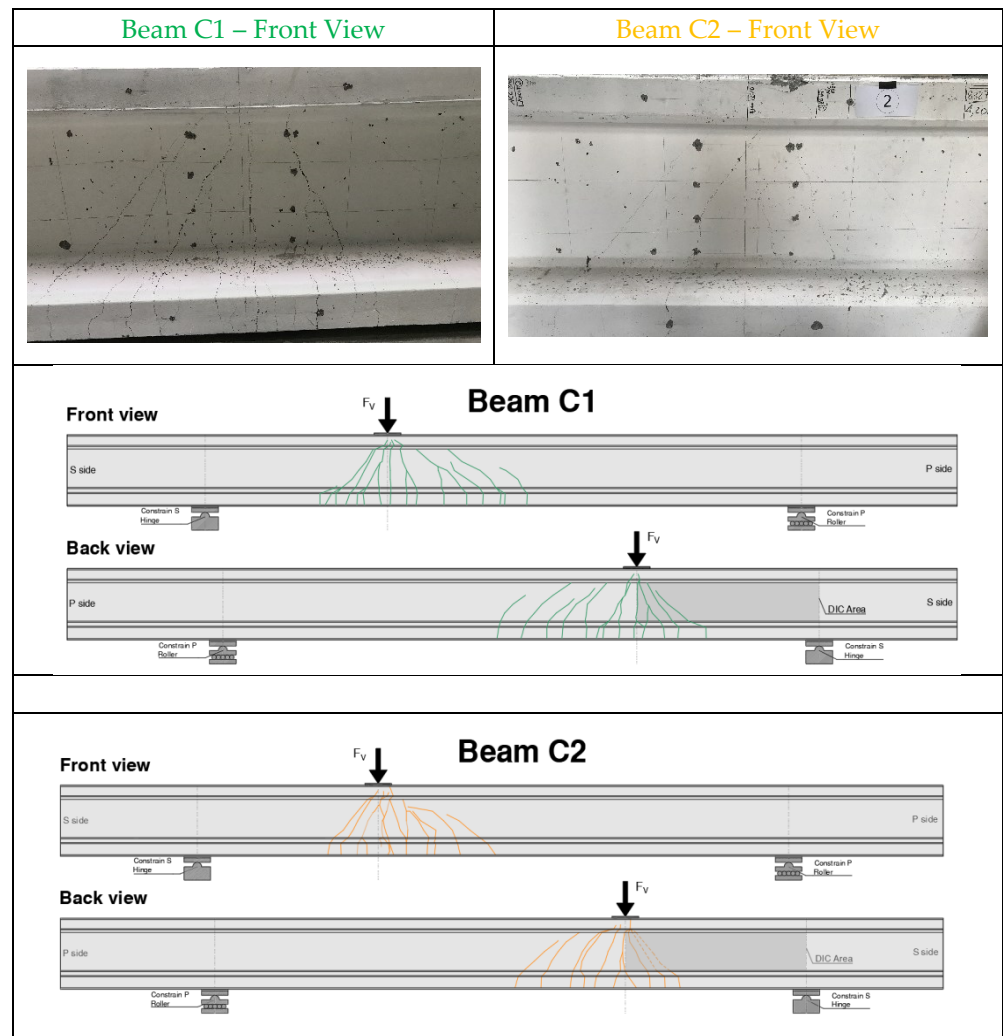 Beam C1 – Front View
Beam C2 – Front View
2
Beam C1
Front view
Fv
S side
P side
Constrain S
Hinge
Constrain P
Roller
Back view
Fv
P side
S side
DIC Area
Constrain P
Roller
Constrain S
Hinge
Beam C2
Front view
Fv
S side
P side
Constrain S
Hinge
Constrain P
Roller
Back view
Fv
P side
S side
DIC Area
Constrain P
Roller
Constrain S
Hinge